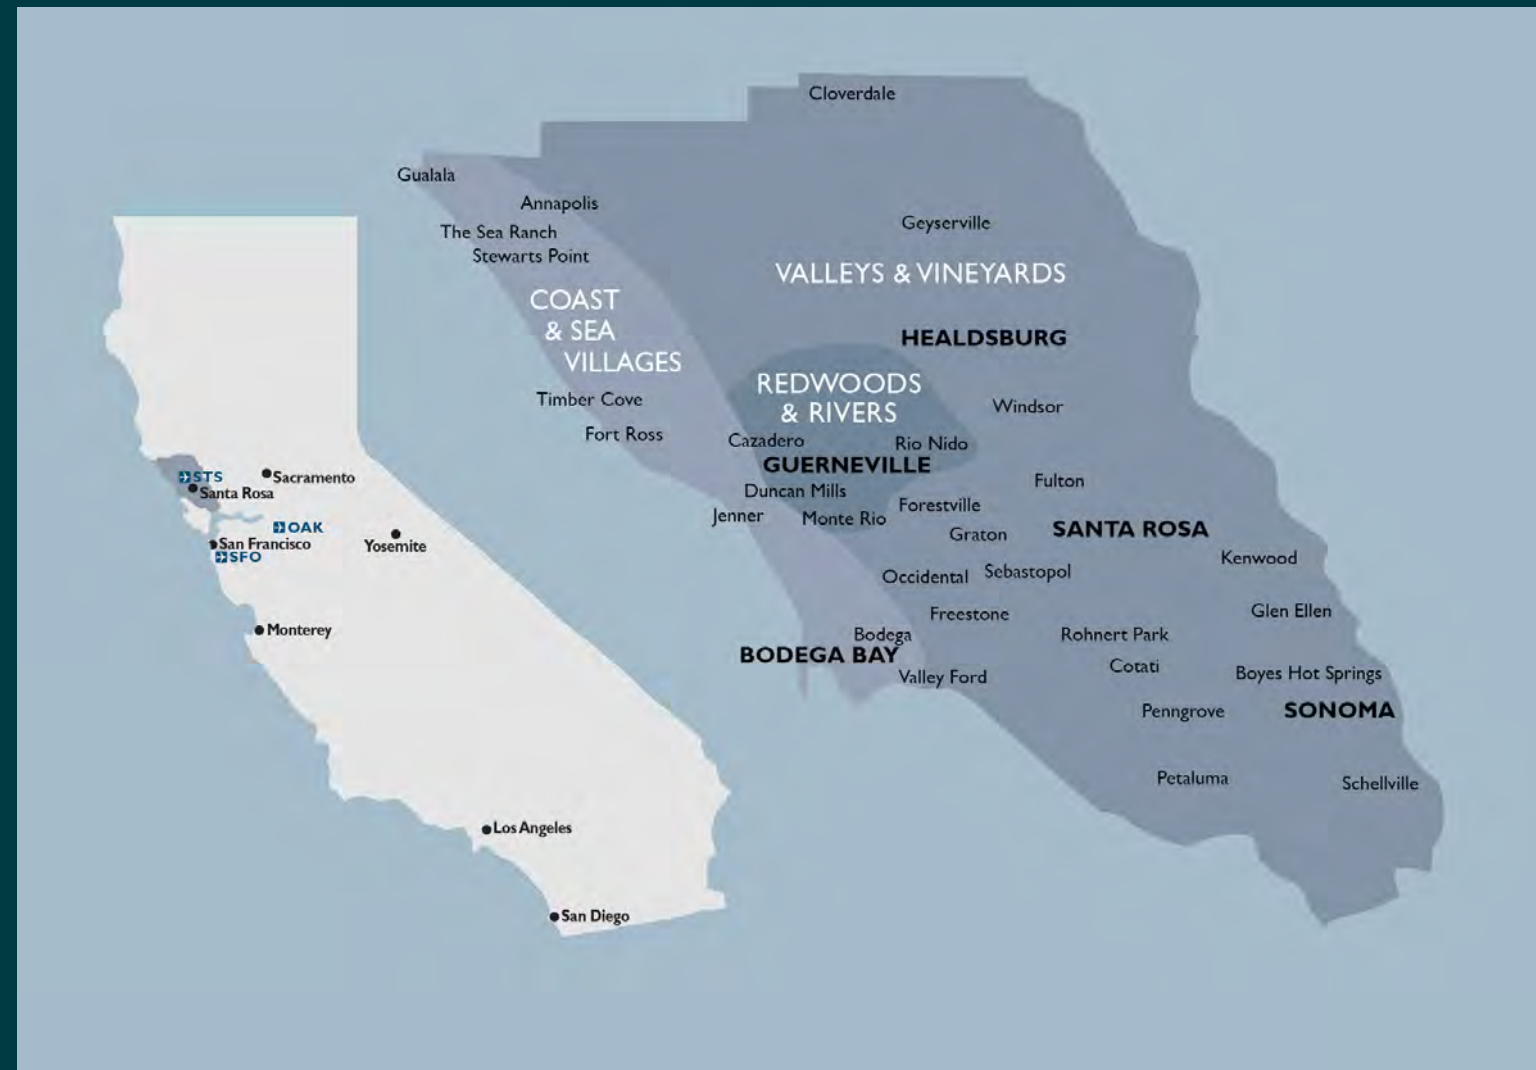 Cloverdale
Gualala
Annapolis
Geyserville
The Sea Ranch
Stewarts Point
VALLEYS & VINEYARDS
COAST
& SEA
VILLAGES
HEALDSBURG
REDWOODS
& RIVERS
Timber Cove
Windsor
Fort Ross
Cazadero
Rio Nido
GUERNEVILLE
Fulton
Duncan Mills
Forestville
Jenner
Monte Rio
SANTA ROSA
Graton
Kenwood
Occidental
Sebastopol
Freestone
Glen Ellen
Bodega
Rohnert Park
BODEGA BAY
Cotati
Valley Ford
Boyes Hot Springs
Penngrove
SONOMA
Petaluma
Schellville
STS
Sacramento
Santa Rosa
OAK
San Francisco
SFO
Yosemite
Monterey
Los Angeles
San Diego